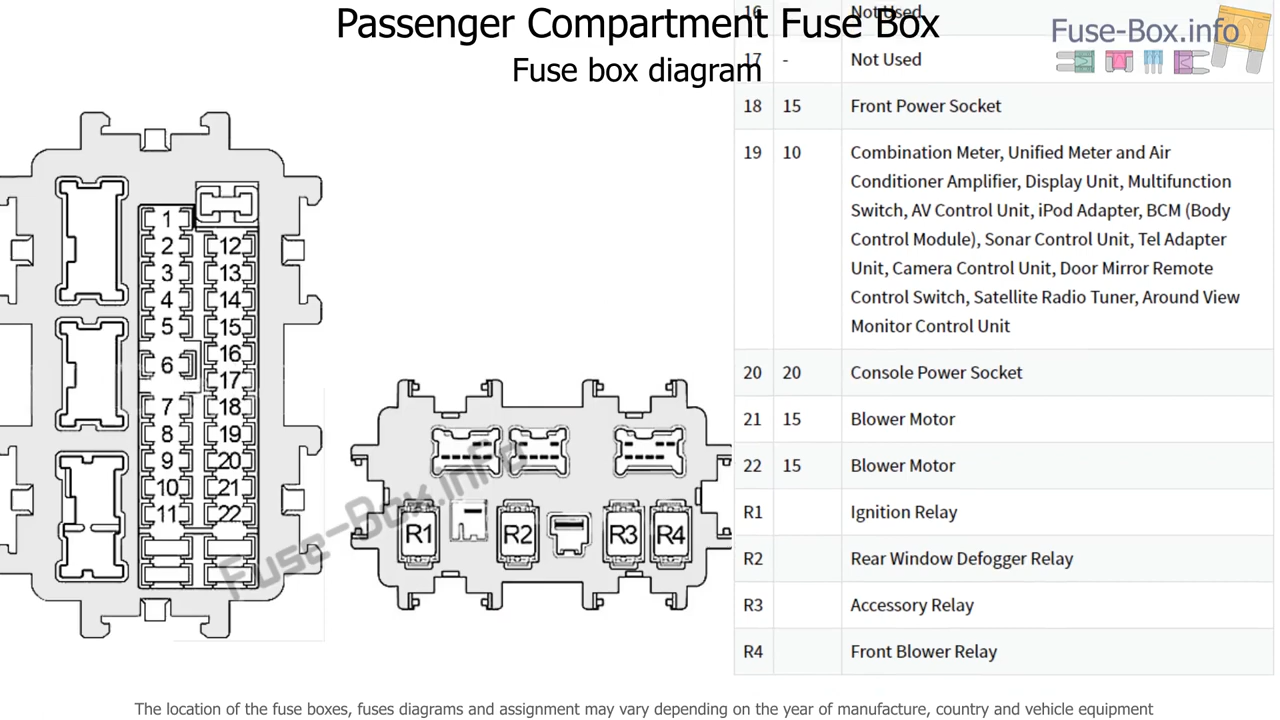 Passenger Compartment Fuse Box
Fuse box diagram
Fuse-Box.info
16 Not Used
17 - Not Used
18 15 Front Power Socket
19 10 Combination Meter, Unified Meter and Air
Conditioner Amplifier, Display Unit, Multifunction
Switch, AV Control Unit, iPod Adapter, BCM (Body
Control Module), Sonar Control Unit, Tel Adapter
Unit, Camera Control Unit, Door Mirror Remote
Control Switch, Satellite Radio Tuner, Around View
Monitor Control Unit
20 20 Console Power Socket
21 15 Blower Motor
22 15 Blower Motor
R1 Ignition Relay
R2 Rear Window Defogger Relay
R3 Accessory Relay
R4 Front Blower Relay
1
2 12
3 13
4 14
5 15
6 16
17
7 18
8 19
9 20
10 21
11 22
R1 R2 R3 R4
Fuse-Box.info
The location of the fuse boxes, fuses diagrams and assignment may vary depending on the year of manufacture, country and vehicle equipment